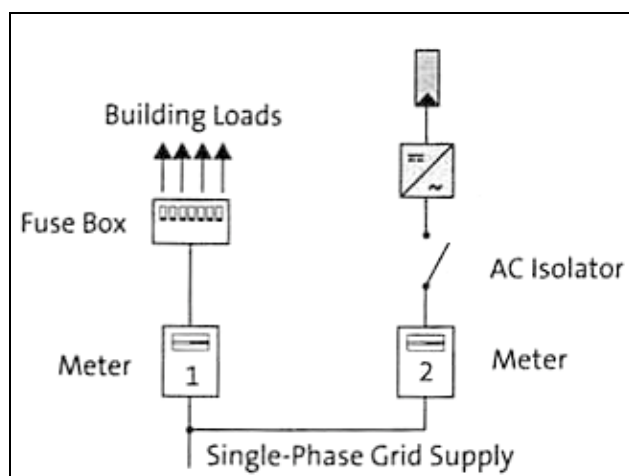 Building Loads
Fuse Box
AC Isolator
Meter
1
2
Meter
Single-Phase Grid Supply